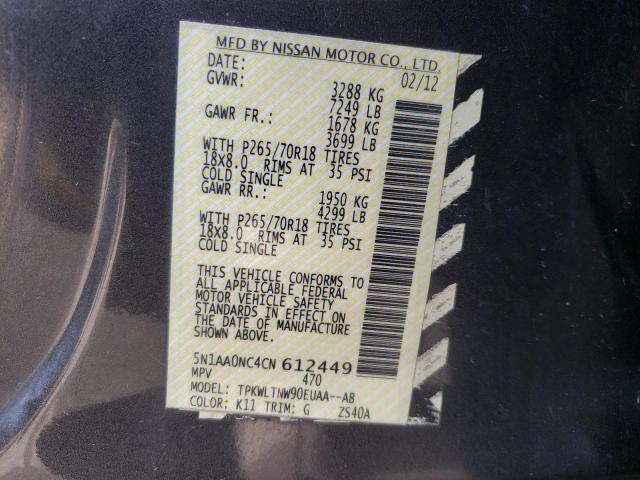 MFD BY NISSAN MOTOR CO., LTD.
DATE: 02/12
GVWR: 3288 KG
7249 LB
GAWR FR.: 1678 KG
3699 LB
WITH P265/70R18 TIRES
18X8.0 RIMS AT 35 PSI
COLD SINGLE
GAWR RR.: 1950 KG
4299 LB
WITH P265/70R18 TIRES
18X8.0 RIMS AT 35 PSI
COLD SINGLE
THIS VEHICLE CONFORMS TO
ALL APPLICABLE FEDERAL
MOTOR VEHICLE SAFETY
STANDARDS IN EFFECT ON
THE DATE OF MANUFACTURE
SHOWN ABOVE.
5N1AA0NC4CN 612449
MPV 470
MODEL: TPKWLTNW90EUAA--AB
COLOR: K11 TRIM: G ZS40A